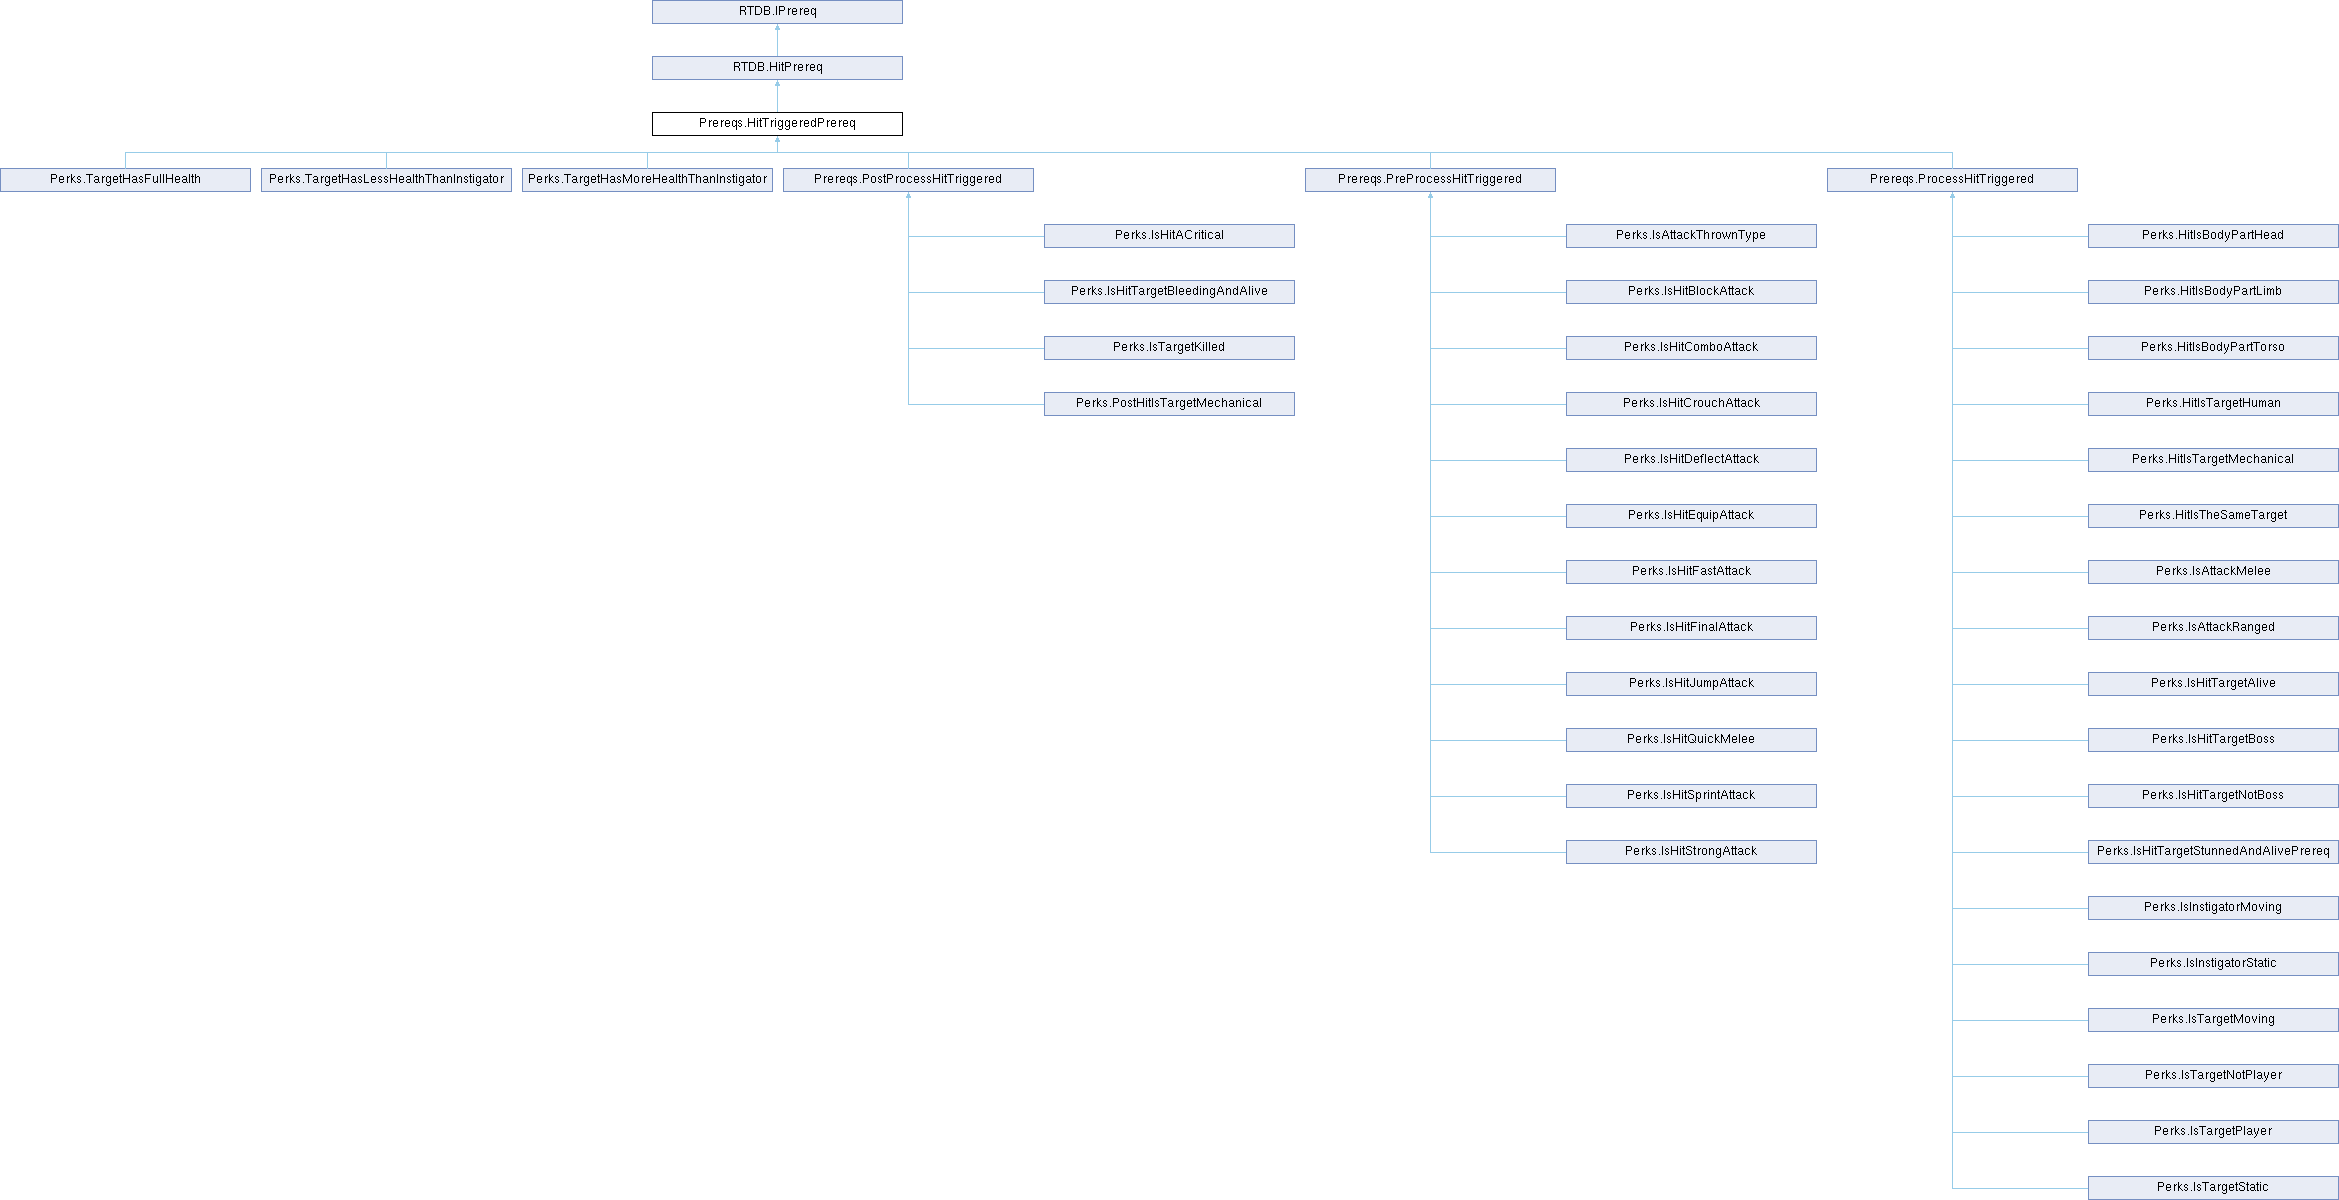 RTDB.IPrereq
RTDB.HitPrereq
Prereqs.HitTriggeredPrereq
Perks.TargetHasFullHealth
Perks.TargetHasLessHealthThanInstigator
Perks.TargetHasMoreHealthThanInstigator
Prereqs.PostProcessHitTriggered
Prereqs.PreProcessHitTriggered
Prereqs.ProcessHitTriggered
Perks.IsHitACritical
Perks.IsHitTargetBleedingAndAlive
Perks.IsTargetKilled
Perks.PostHitIsTargetMechanical
Perks.IsAttackThrownType
Perks.IsHitBlockAttack
Perks.IsHitComboAttack
Perks.IsHitCrouchAttack
Perks.IsHitDeflectAttack
Perks.IsHitEquipAttack
Perks.IsHitFastAttack
Perks.IsHitFinalAttack
Perks.IsHitJumpAttack
Perks.IsHitQuickMelee
Perks.IsHitSprintAttack
Perks.IsHitStrongAttack
Perks.HitIsBodyPartHead
Perks.HitIsBodyPartLimb
Perks.HitIsBodyPartTorso
Perks.HitIsTargetHuman
Perks.HitIsTargetMechanical
Perks.HitIsTheSameTarget
Perks.IsAttackMelee
Perks.IsAttackRanged
Perks.IsHitTargetAlive
Perks.IsHitTargetBoss
Perks.IsHitTargetNotBoss
Perks.IsHitTargetStunnedAndAlivePrereq
Perks.IsInstigatorMoving
Perks.IsInstigatorStatic
Perks.IsTargetMoving
Perks.IsTargetNotPlayer
Perks.IsTargetPlayer
Perks.IsTargetStatic